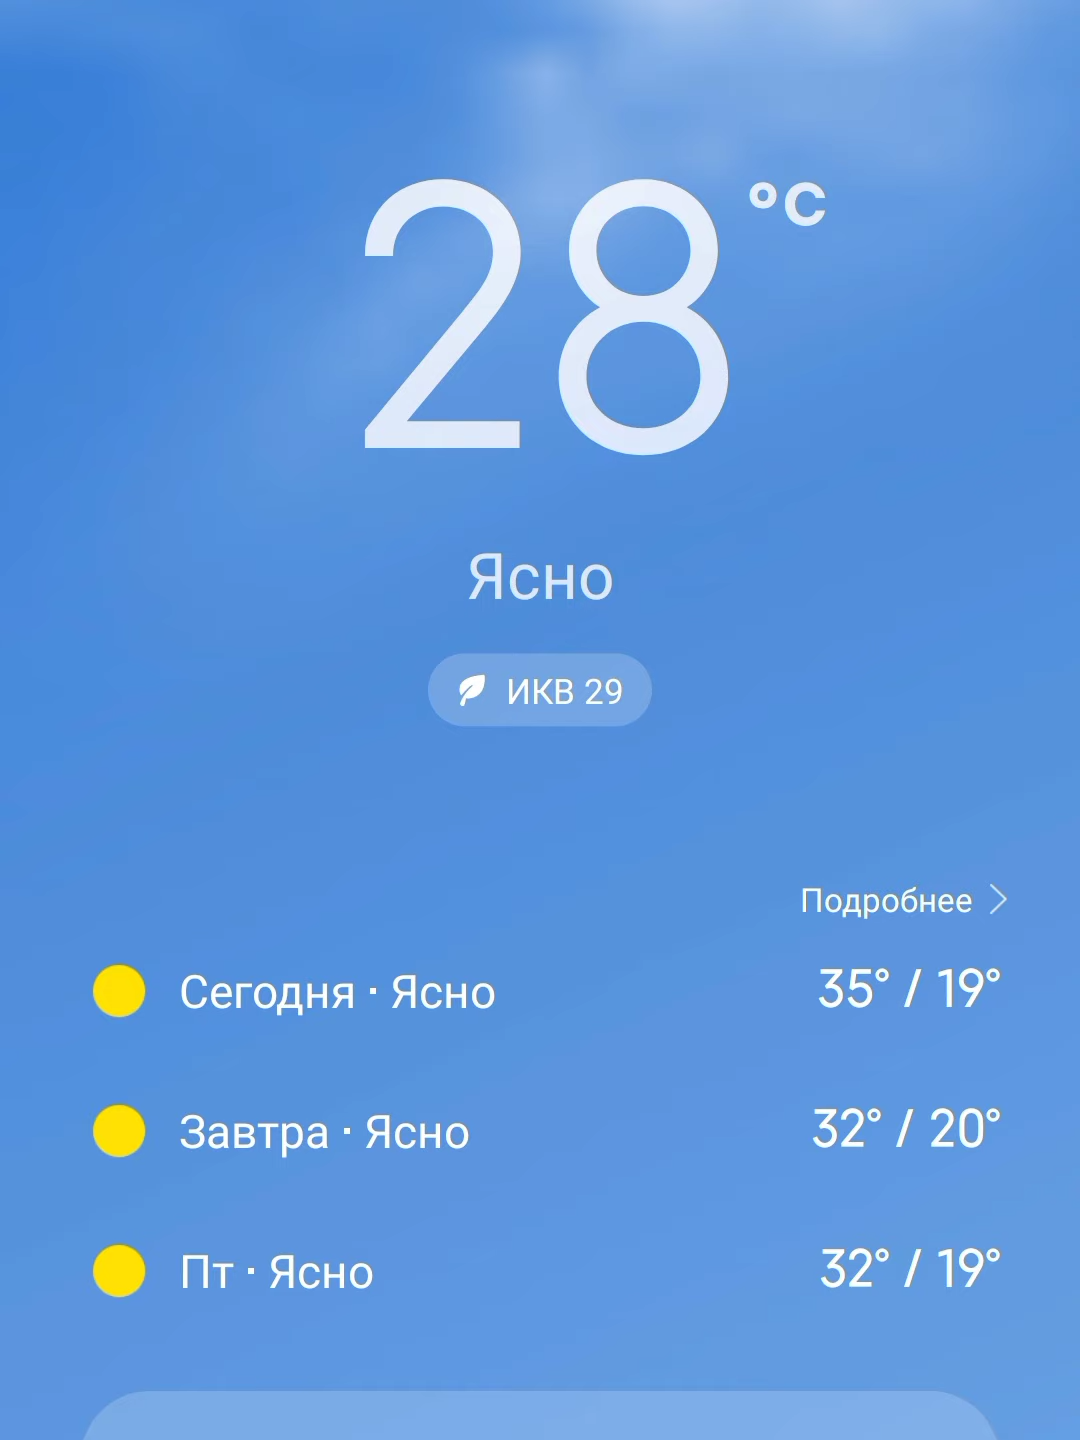 28 °C
Ясно
ИКВ 29
Подробнее
Сегодня · Ясно 35° / 19°
Завтра · Ясно 32° / 20°
Пт · Ясно 32° / 19°